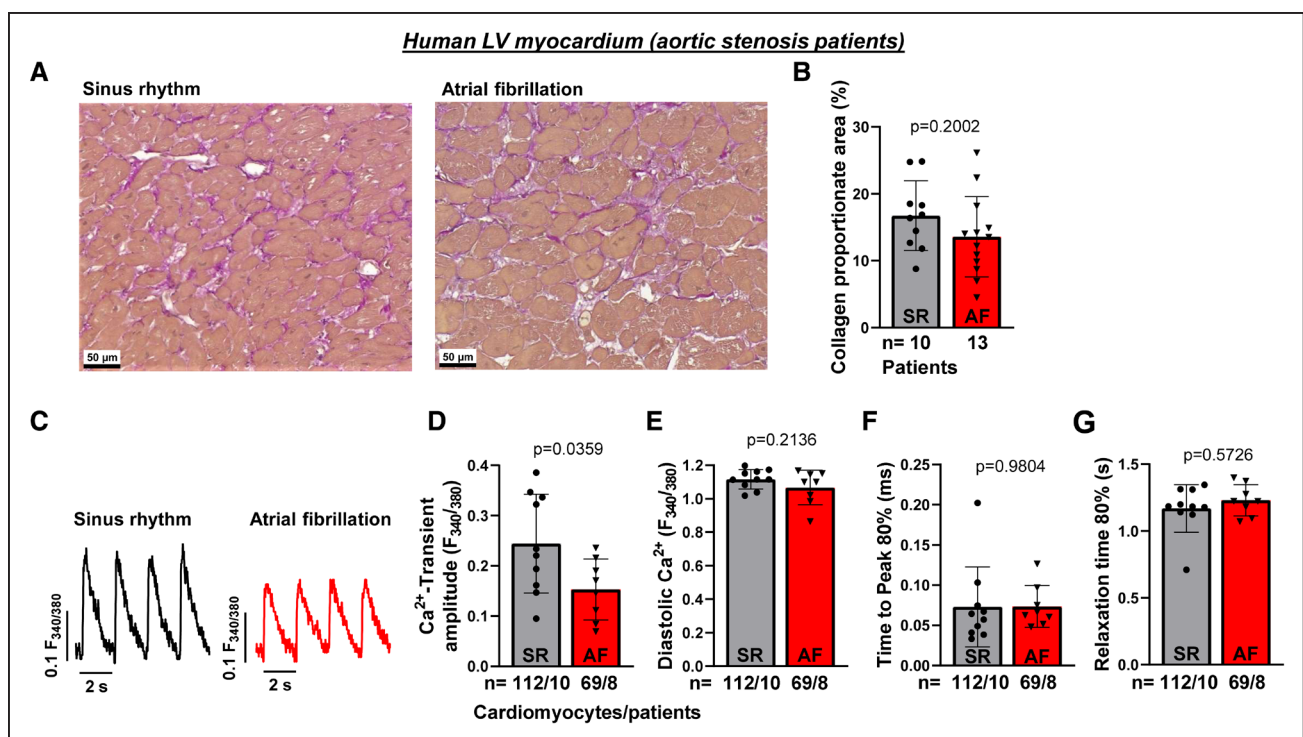 Human LV myocardium (aortic stenosis patients)
A
Sinus rhythm
Atrial fibrillation
50 µm
50 µm
B
Collagen proportionate area (%)
p=0.2002
30
20
10
0
SR
AF
n= 10
13
Patients
C
Sinus rhythm
Atrial fibrillation
0.1 F340/380
2 s
0.1 F340/380
2 s
D
Ca2+-Transient
amplitude (F340/380)
p=0.0359
0.4
0.3
0.2
0.1
0.0
SR
AF
n= 112/10
69/8
Cardiomyocytes/patients
E
Diastolic Ca2+ (F340/380)
p=0.2136
1.2
1.0
0.8
0.6
0.4
0.2
0.0
SR
AF
n= 112/10
69/8
F
Time to Peak 80% (ms)
p=0.9804
0.25
0.20
0.15
0.10
0.05
0.00
SR
AF
n= 112/10
69/8
G
Relaxation time 80% (s)
p=0.5726
1.5
1.0
0.5
0.0
SR
AF
n= 112/10
69/8